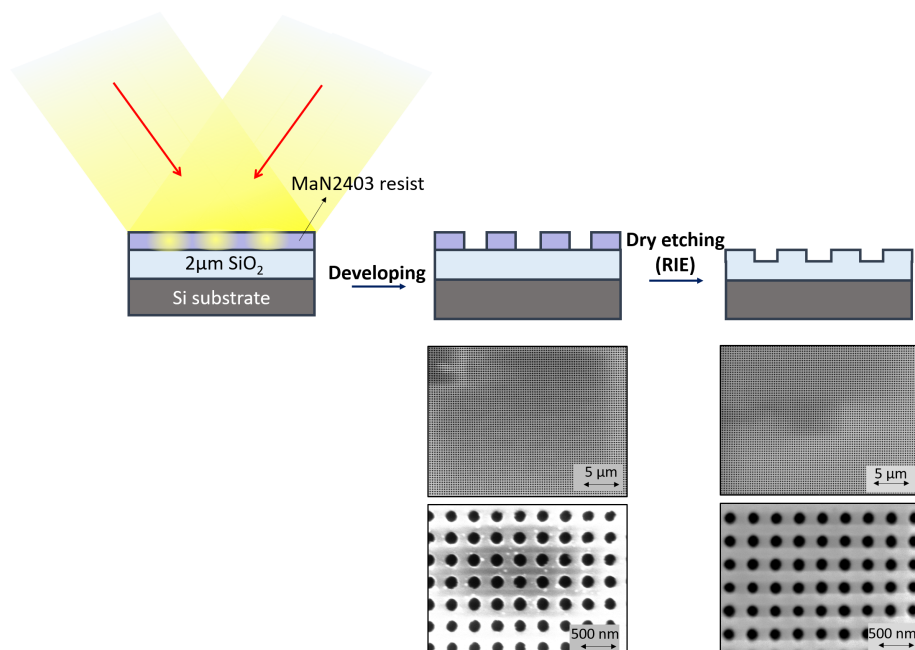 MaN2403 resist
2μm SiO₂
Si substrate
Developing
Dry etching
(RIE)
5 μm
5 μm
500 nm
500 nm